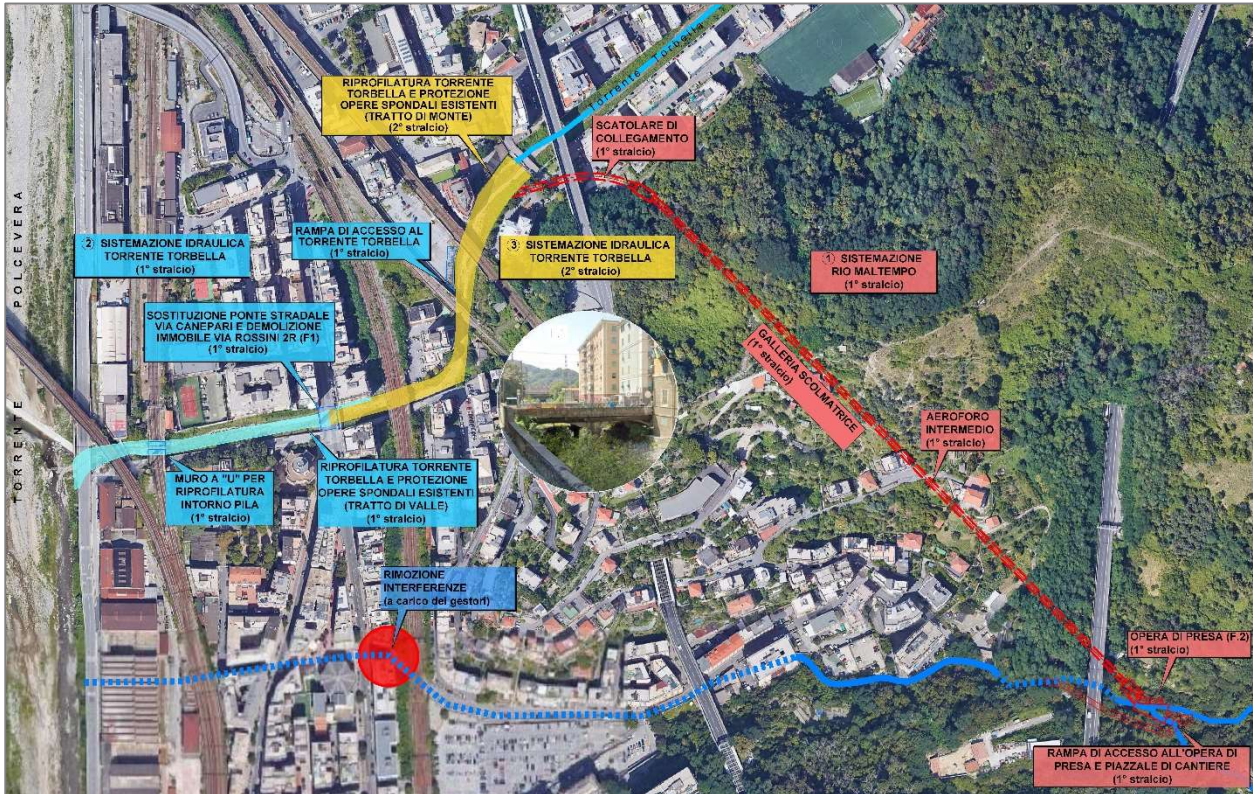 RIPROFILATURA TORRENTE
TORBELLA E PROTEZIONE
OPERE SPONDALI ESISTENTI
(TRATTO DI MONTE)
(2° stralcio)
Torrente Torbella
SCATOLARE DI
COLLEGAMENTO
(1° stralcio)
② SISTEMAZIONE IDRAULICA
TORRENTE TORBELLA
(1° stralcio)
RAMPA DI ACCESSO AL
TORRENTE TORBELLA
(1° stralcio)
③ SISTEMAZIONE IDRAULICA
TORRENTE TORBELLA
(2° stralcio)
① SISTEMAZIONE
RIO MALTEMPO
(1° stralcio)
SOSTITUZIONE PONTE STRADALE
VIA CANEPARI E DEMOLIZIONE
IMMOBILE VIA ROSSINI 2R (F1)
(1° stralcio)
GALLERIA SCOLMATRICE
(1° stralcio)
AEROFORO
INTERMEDIO
(1° stralcio)
TORRENTE POLCEVERA
MURO A "U" PER
RIPROFILATURA
INTORNO PILA
(1° stralcio)
RIPROFILATURA TORRENTE
TORBELLA E PROTEZIONE
OPERE SPONDALI ESISTENTI
(TRATTO DI VALLE)
(1° stralcio)
RIMOZIONE
INTERFERENZE
(a carico dei gestori)
OPERA DI PRESA (F.2)
(1° stralcio)
RAMPA DI ACCESSO ALL'OPERA DI
PRESA E PIAZZALE DI CANTIERE
(1° stralcio)